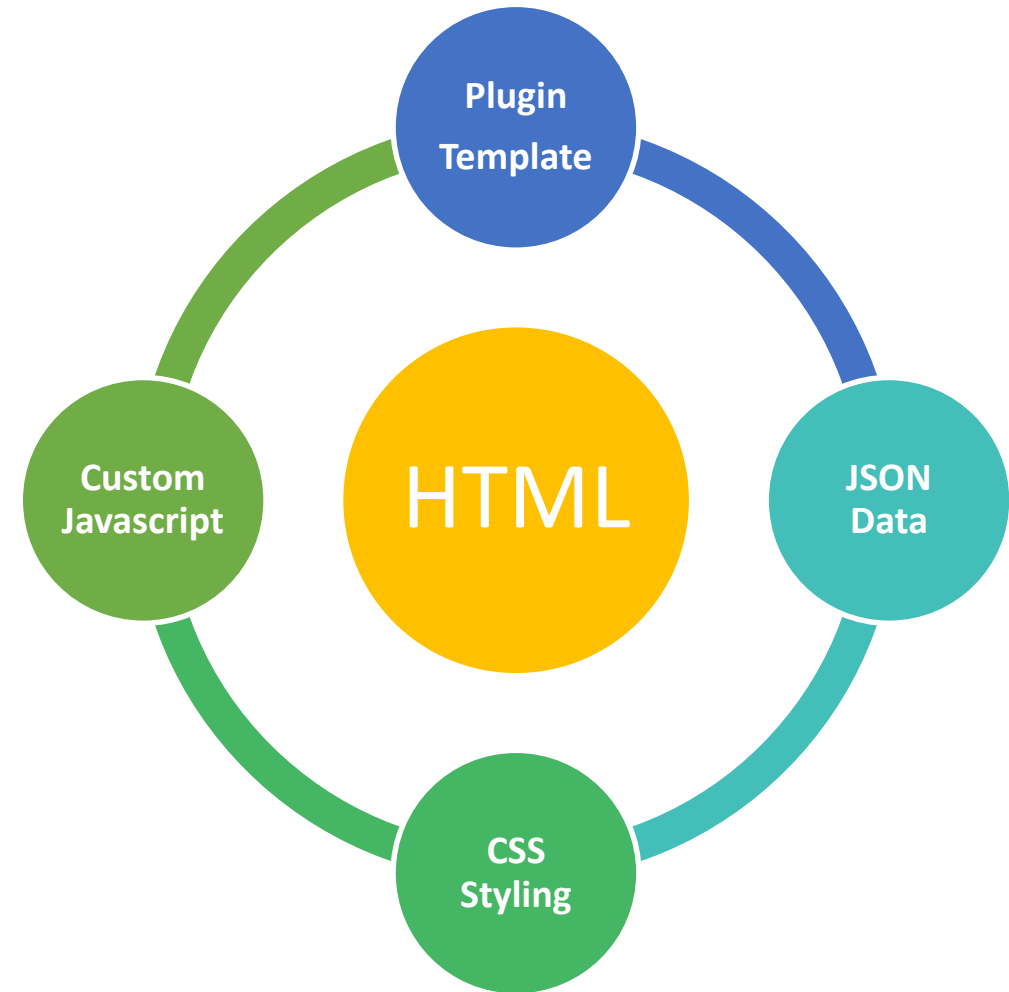 Plugin
Template
Custom
Javascript
HTML
JSON
Data
CSS
Styling